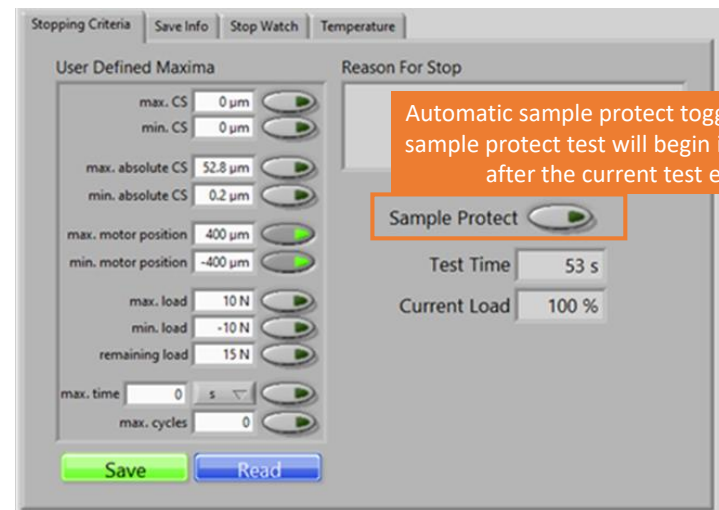 Stopping Criteria Save Info Stop Watch Temperature
User Defined Maxima
max. CS 0 µm
min. CS 0 µm
max. absolute CS 52.8 µm
min. absolute CS 0.2 µm
max. motor position 400 µm
min. motor position -400 µm
max. load 10 N
min. load -10 N
remaining load 15 N
max. time 0 s
max. cycles 0
Save Read
Reason For Stop
Automatic sample protect
sample protect test will begin
after the current test
Sample Protect
Test Time 53 s
Current Load 100 %